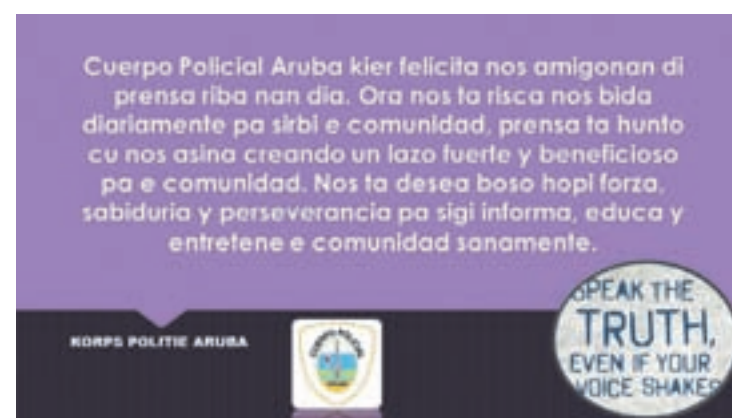 Cuerpo Policial Aruba kier felicita nos amigonan di
prensa riba nan dia. Ora nos ta risca nos bida
diariamente pa sirbi e comunidad, prensa ta hunto
cu nos asina creando un lazo fuerte y beneficioso
pa e comunidad. Nos ta desea boso hopi forza,
sabiduria y perseverancia pa sigi informa, educa y
entretene e comunidad sanamente.
KORPS POLITIE ARUBA
CUERPO POLICIAL
SPEAK THE
TRUTH,
EVEN IF YOUR
VOICE SHAKES